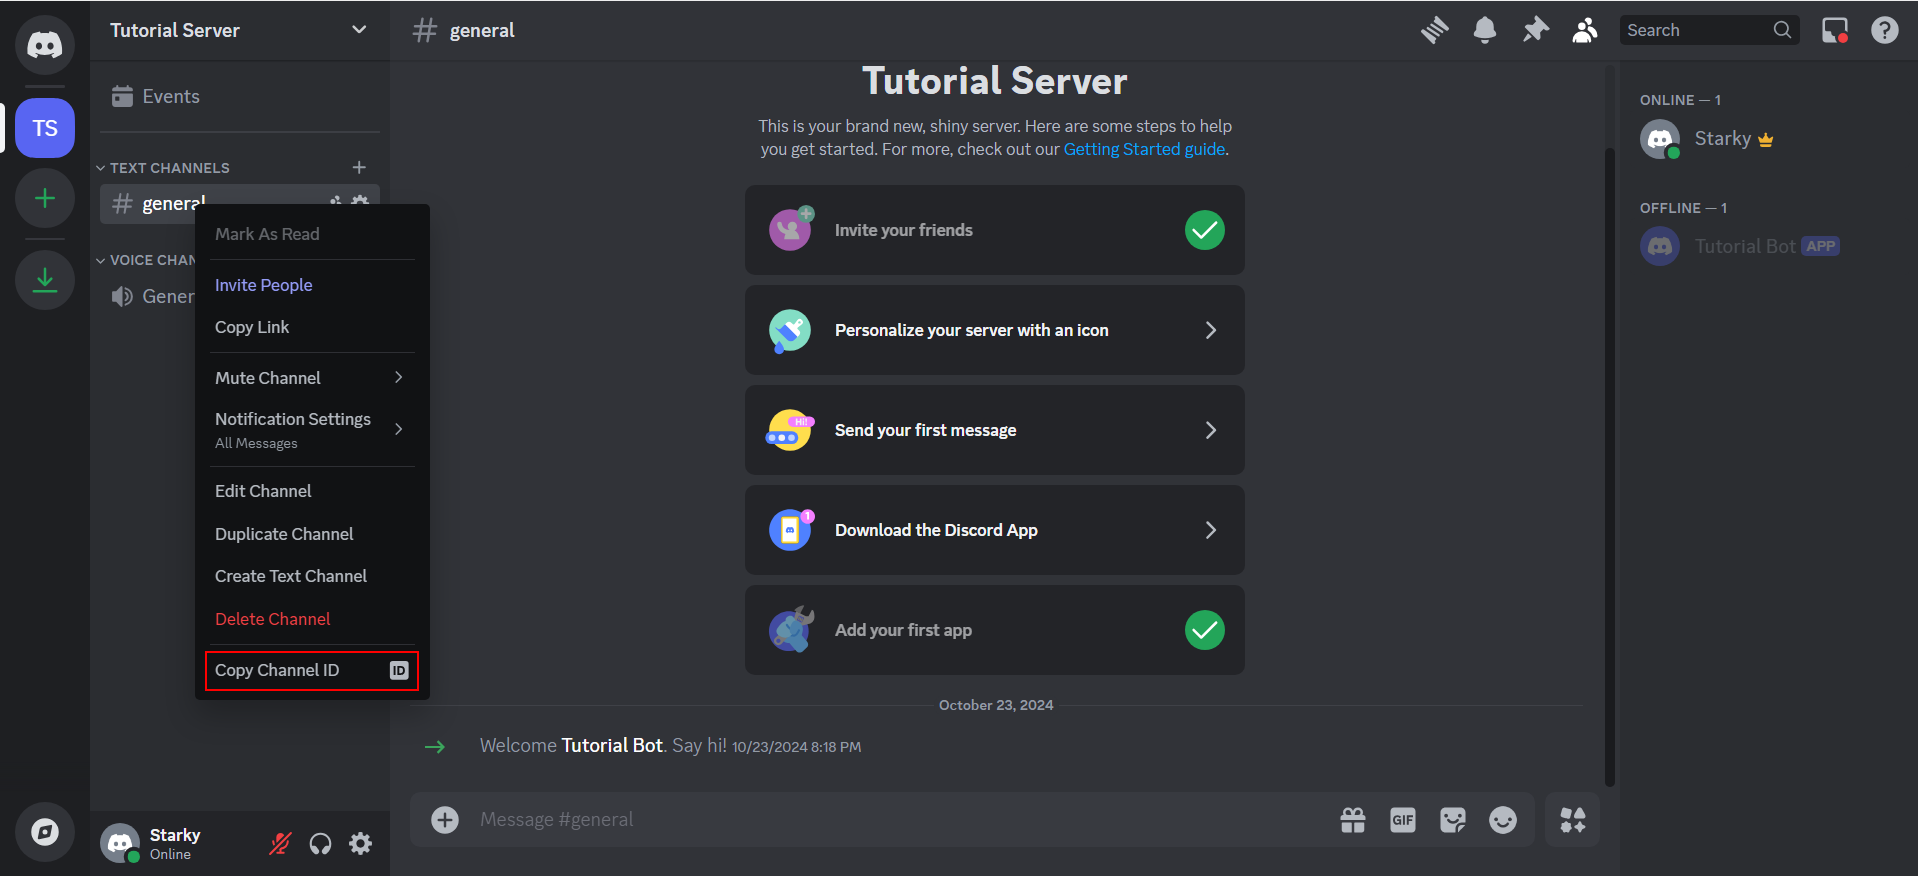 Tutorial Server
general
Search
TS
Events
TEXT CHANNELS
general
VOICE CHAN
Gener
Mark As Read
Invite People
Copy Link
Mute Channel
Notification Settings
All Messages
Edit Channel
Duplicate Channel
Create Text Channel
Delete Channel
Copy Channel ID
ID
Starky
Online
Tutorial Server
This is your brand new, shiny server. Here are some steps to help
you get started. For more, check out our Getting Started guide.
Invite your friends
Personalize your server with an icon
Hi!
Send your first message
1
Download the Discord App
Add your first app
October 23, 2024
Welcome Tutorial Bot. Say hi! 10/23/2024 8:18 PM
Message #general
GIF
ONLINE — 1
Starky
OFFLINE — 1
Tutorial Bot APP